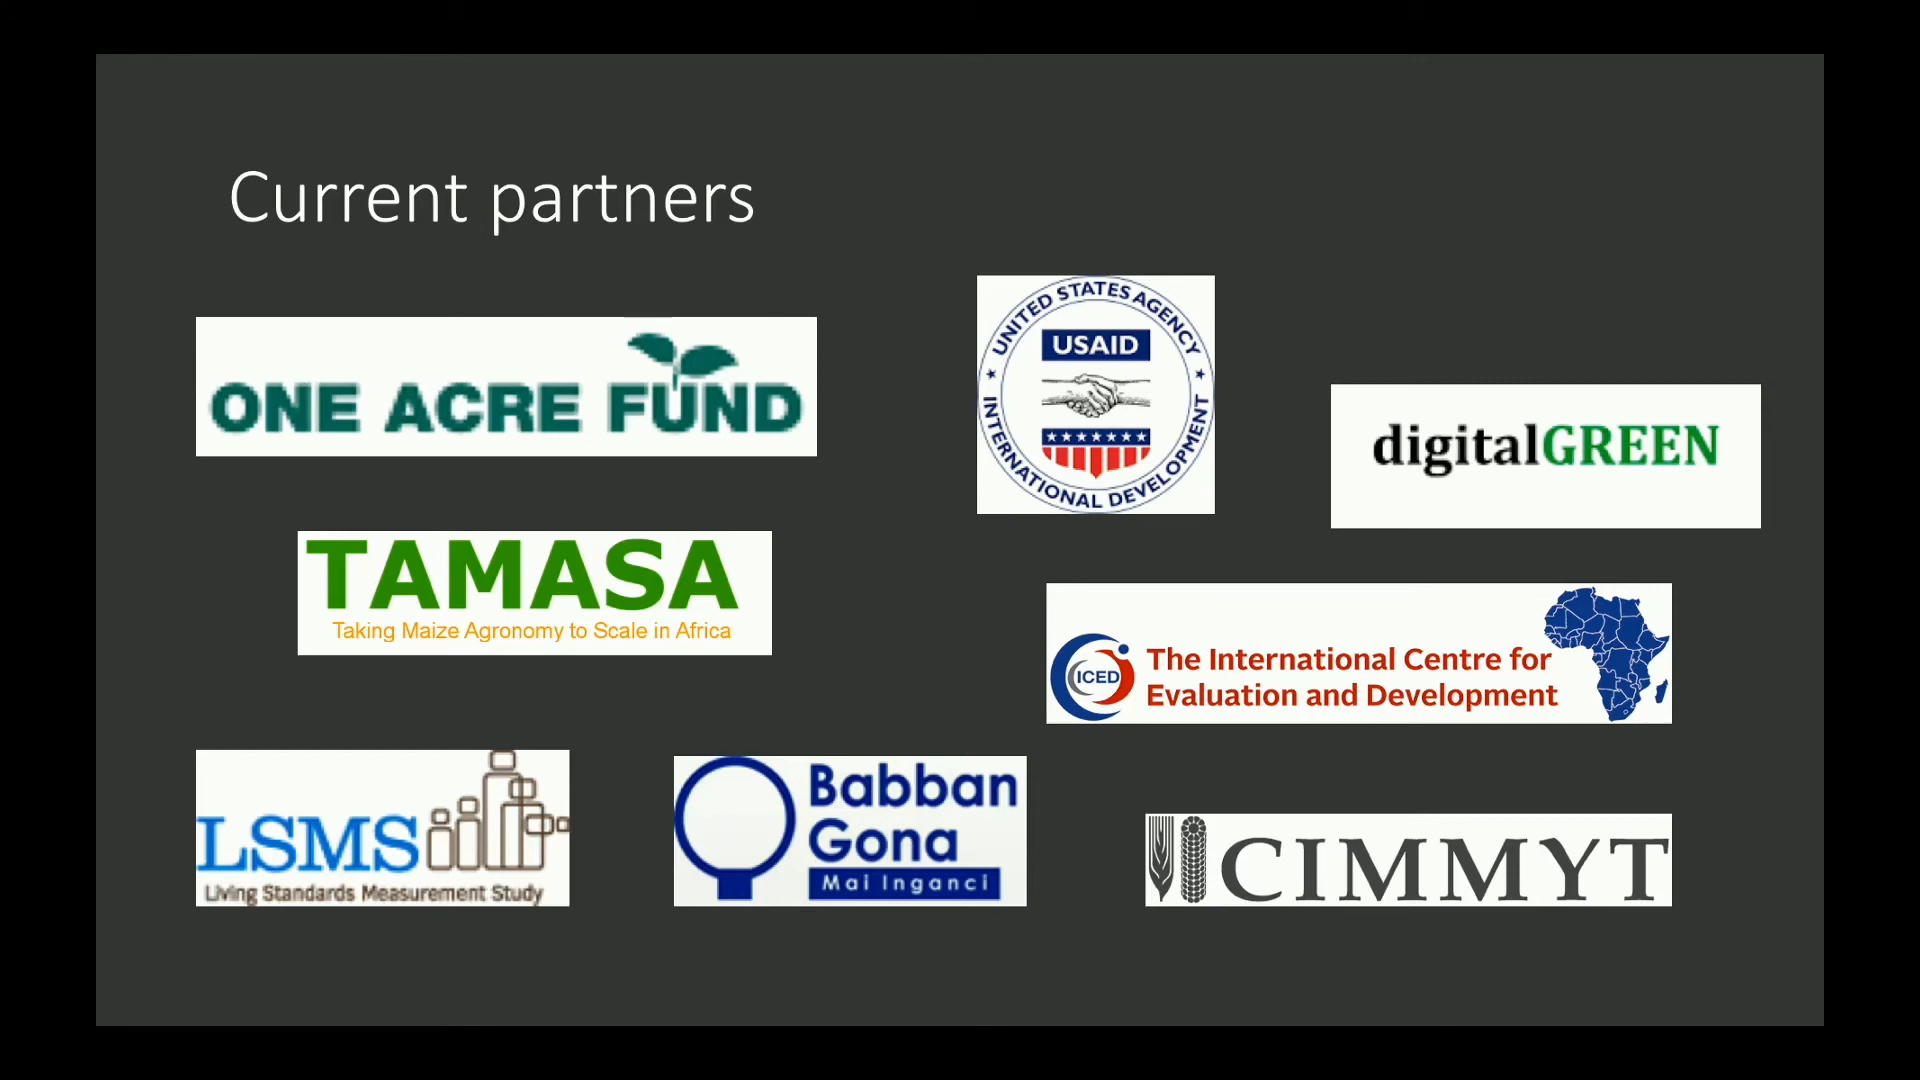 Current partners
ONE ACRE FUND
UNITED STATES AGENCY
USAID
INTERNATIONAL DEVELOPMENT
digitalGREEN
TAMASA
Taking Maize Agronomy to Scale in Africa
ICED
The International Centre for
Evaluation and Development
LSMS
Living Standards Measurement Study
Babban
Gona
Mai Inganci
CIMMYT